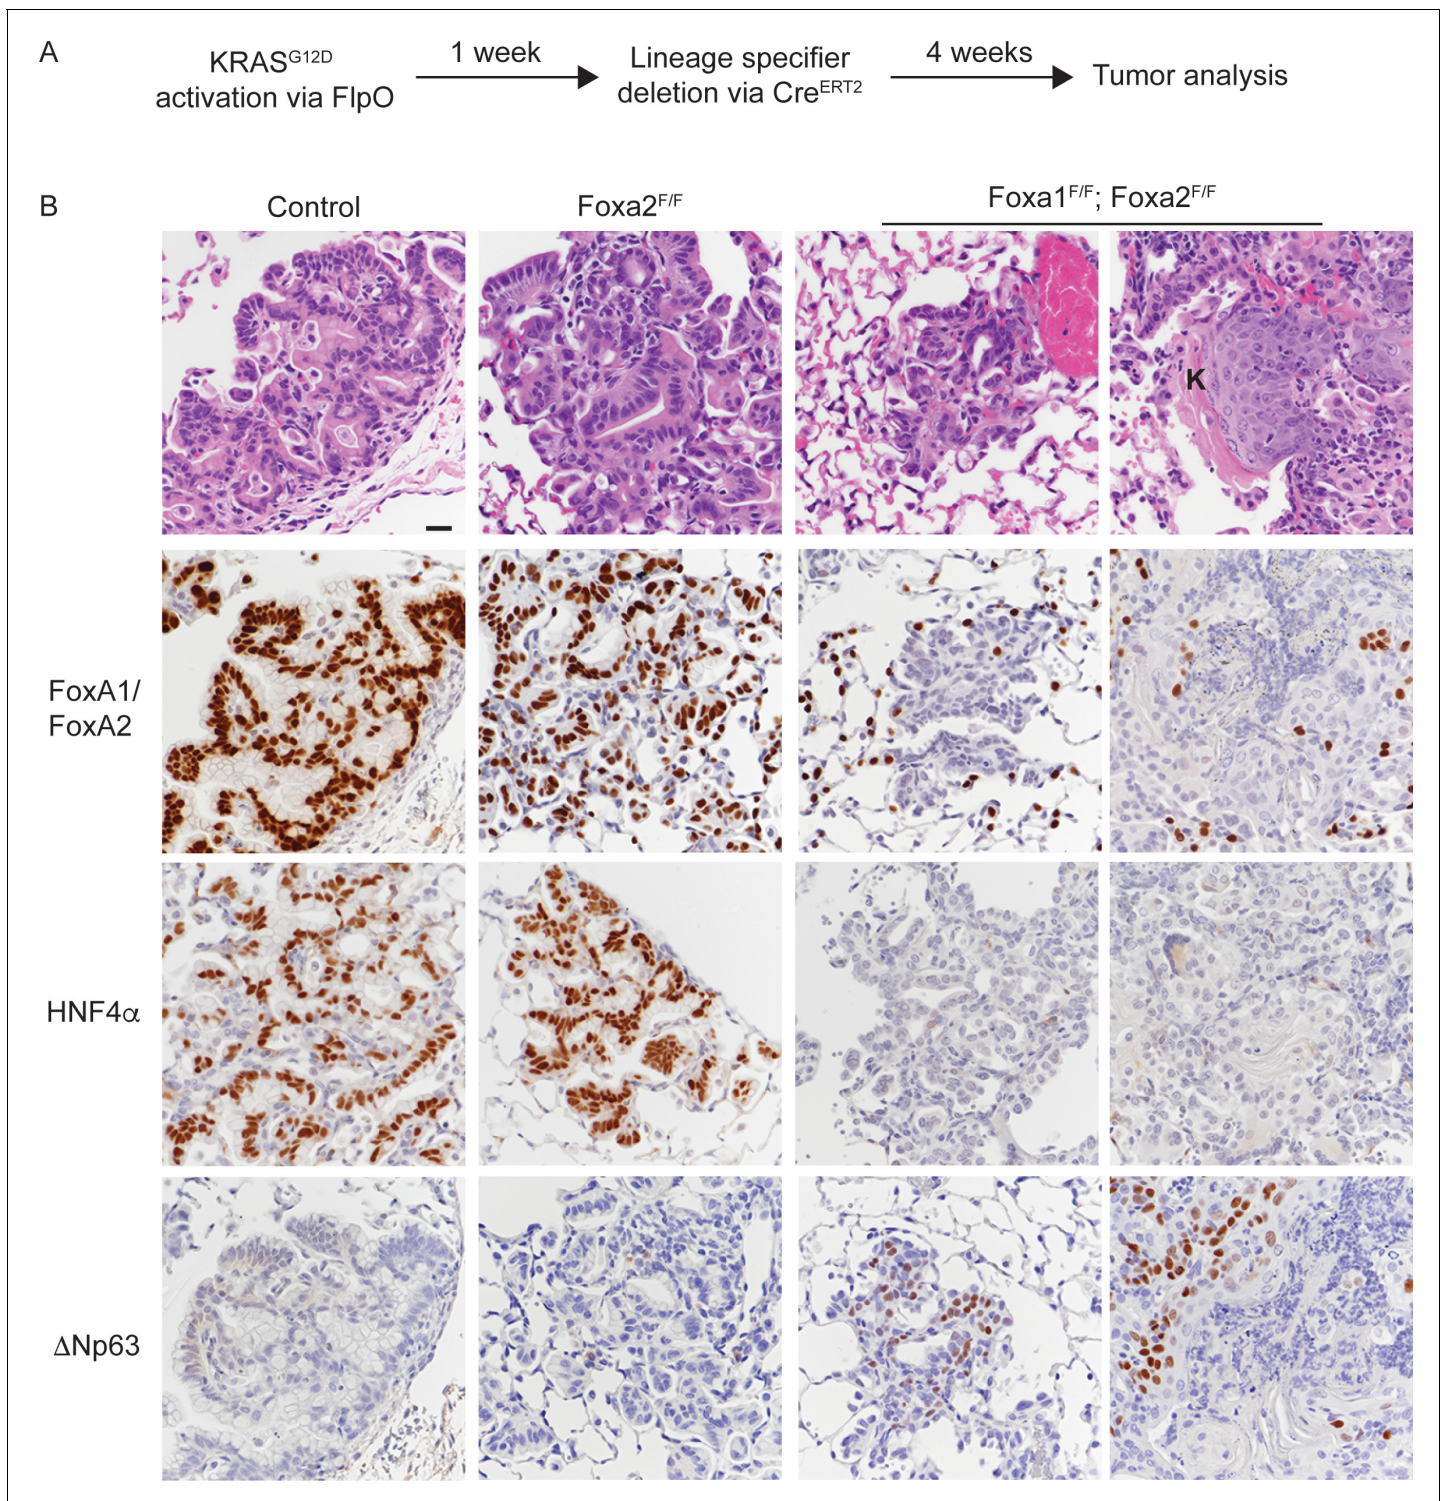 A
KRASG12D
activation via FlpO
1 week
Lineage specifier
deletion via CreERT2
4 weeks
Tumor analysis
B
Control
Foxa2F/F
Foxa1F/F; Foxa2F/F
K
FoxA1/
FoxA2
HNF4α
ΔNp63